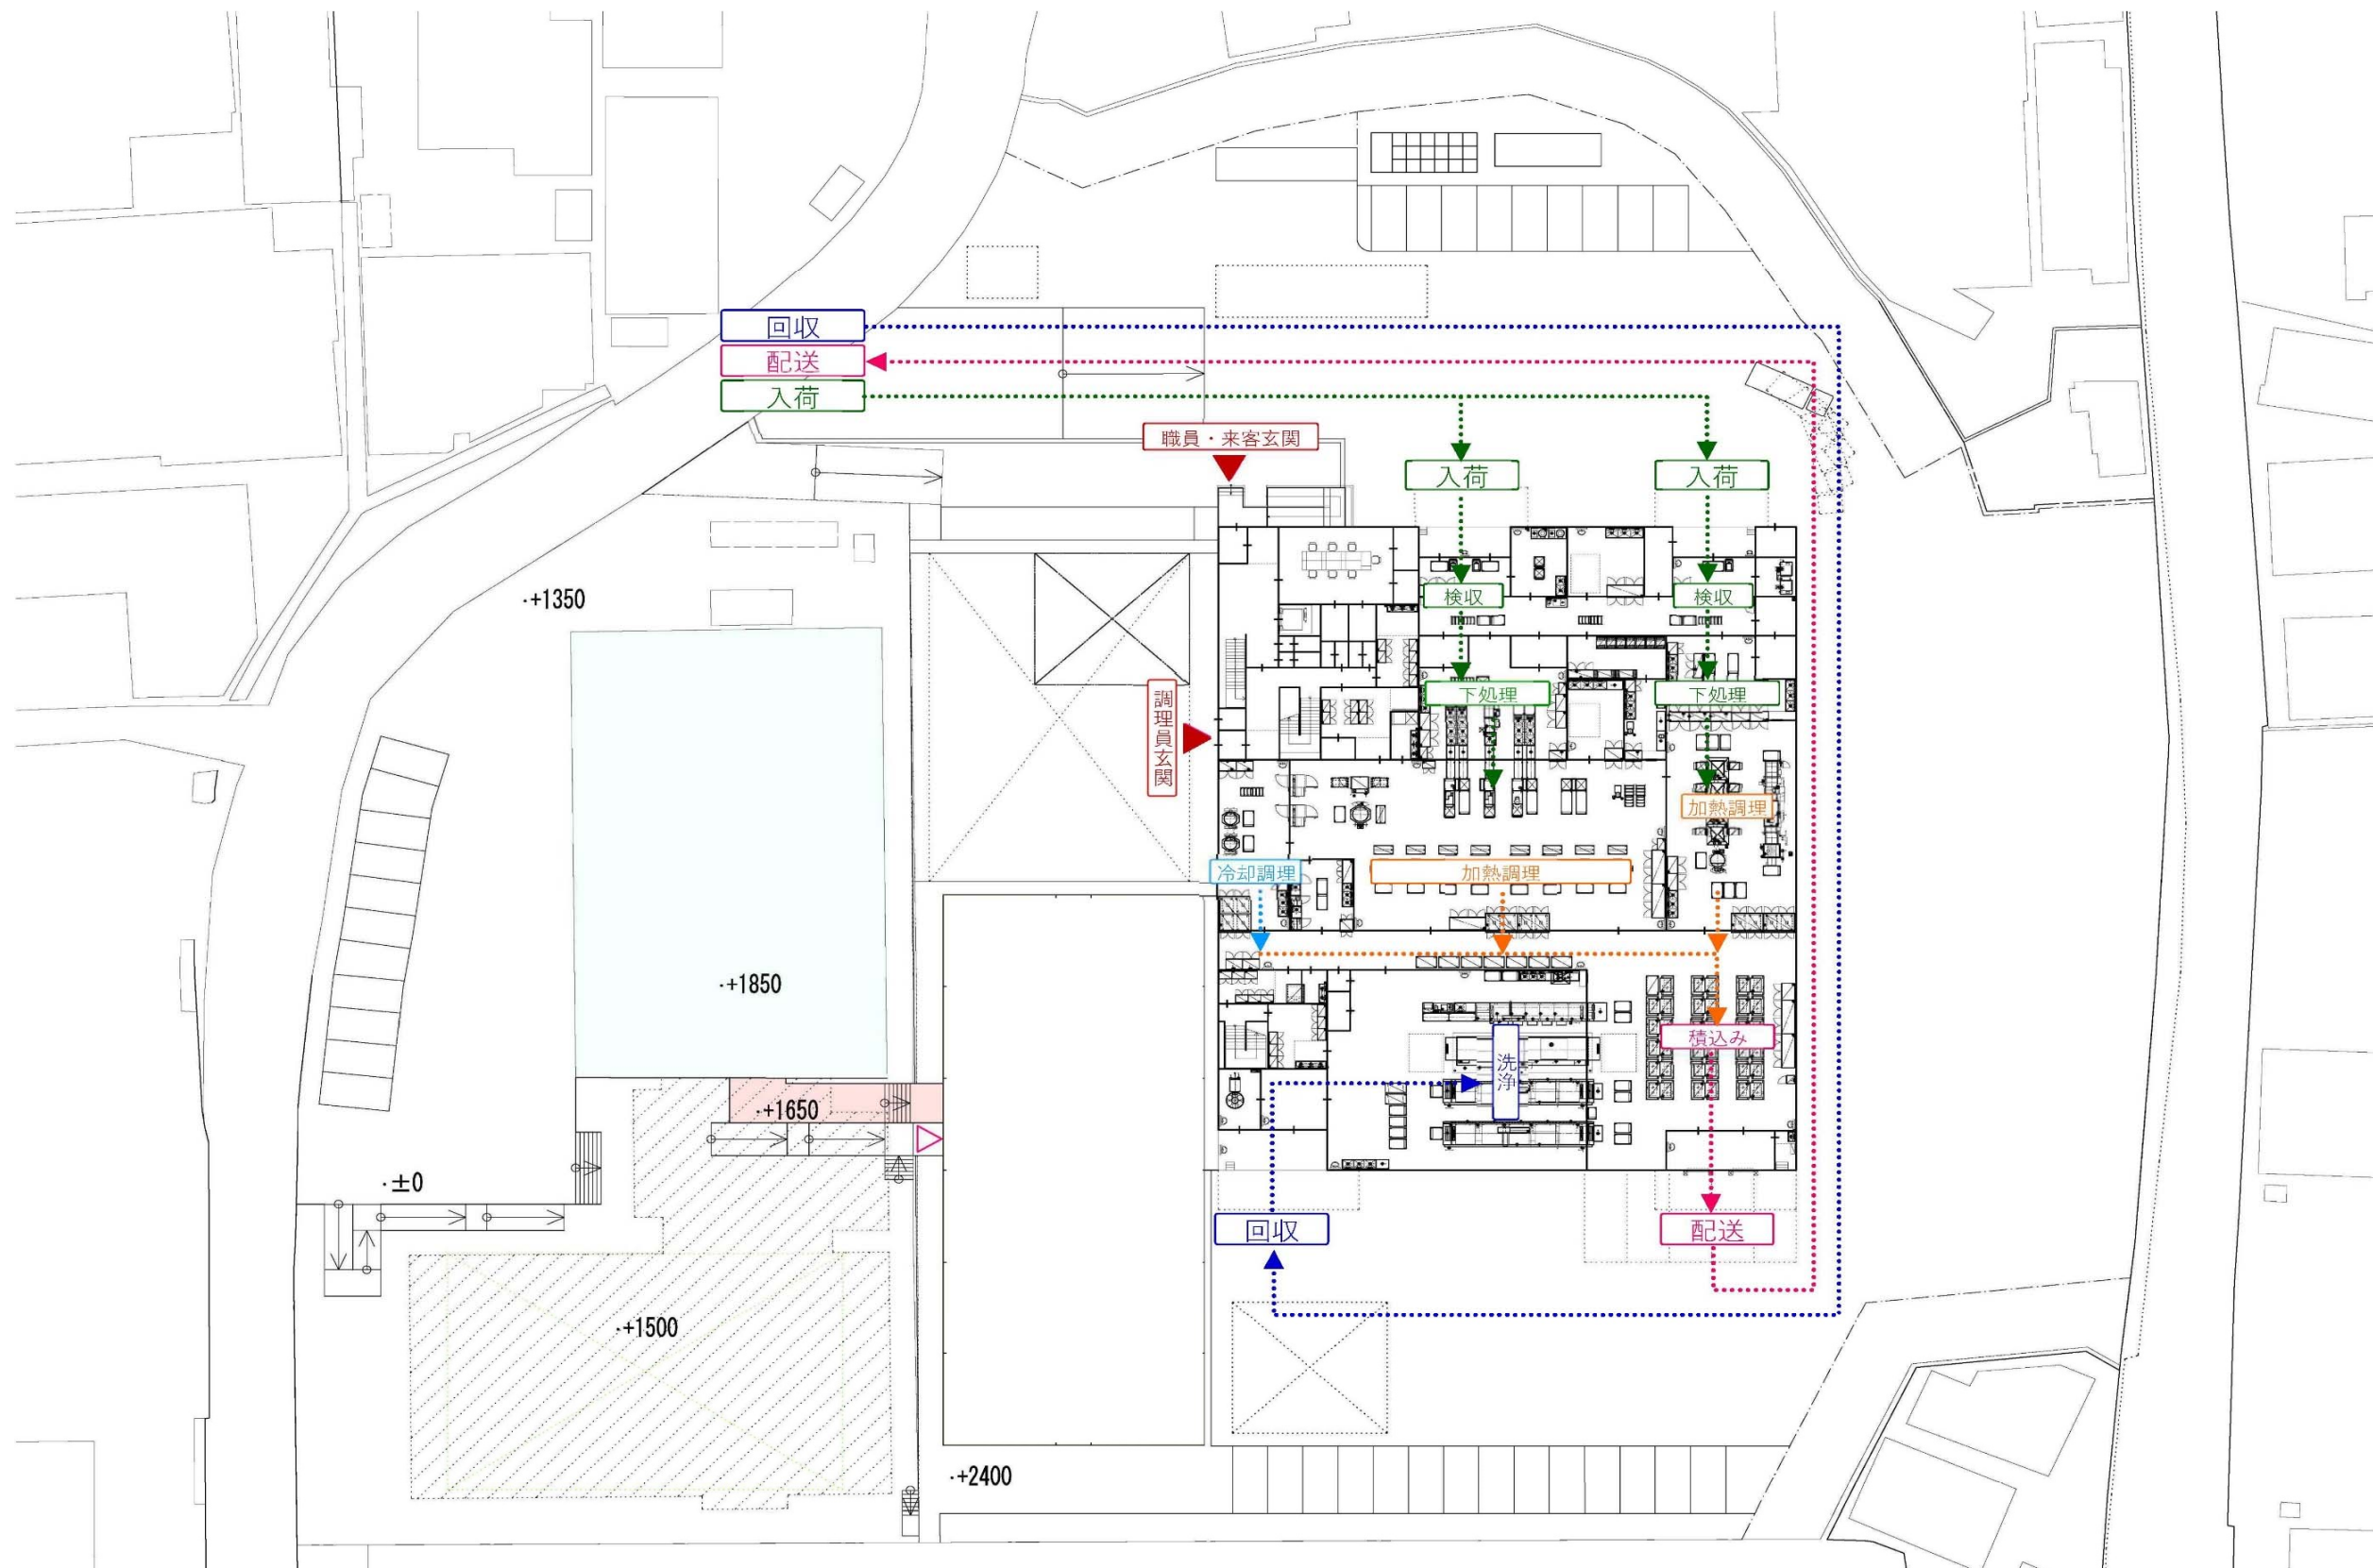 回収
配送
入荷
職員・来客玄関
入荷
入荷
検収
検収
・+1350
下処理
下処理
調理員玄関
加熱調理
冷却調理
加熱調理
・+1850
積込み
洗浄
・+1650
・±0
回収
配送
・+1500
・+2400